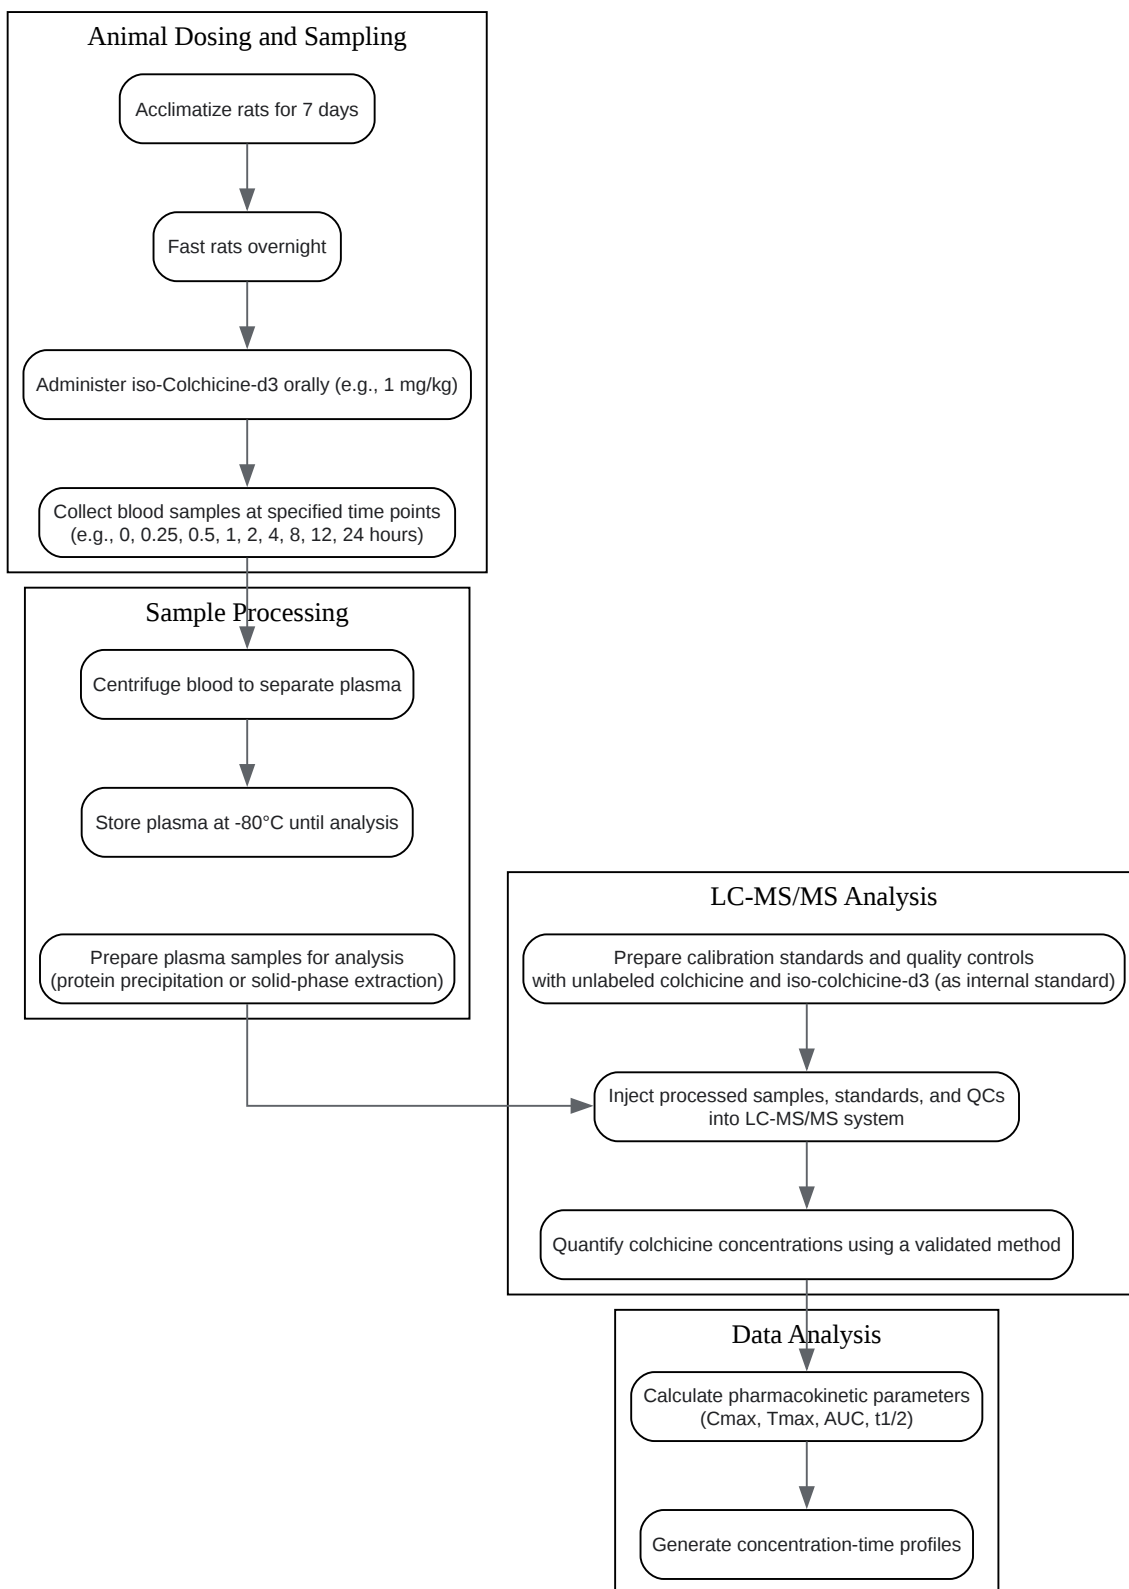 Animal Dosing and Sampling
Acclimatize rats for 7 days
Fast rats overnight
Administer iso-Colchicine-d3 orally (e.g., 1 mg/kg)
Collect blood samples at specified time points
(e.g., 0, 0.25, 0.5, 1, 2, 4, 8, 12, 24 hours)
Sample Processing
Centrifuge blood to separate plasma
Store plasma at -80°C until analysis
Prepare plasma samples for analysis
(protein precipitation or solid-phase extraction)
LC-MS/MS Analysis
Prepare calibration standards and quality controls
with unlabeled colchicine and iso-colchicine-d3 (as internal standard)
Inject processed samples, standards, and QCs
into LC-MS/MS system
Quantify colchicine concentrations using a validated method
Data Analysis
Calculate pharmacokinetic parameters
(Cmax, Tmax, AUC, t1/2)
Generate concentration-time profiles